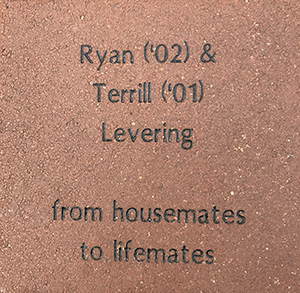 Ryan ('02) &
Terrill ('01)
Levering
from housemates
to lifemates